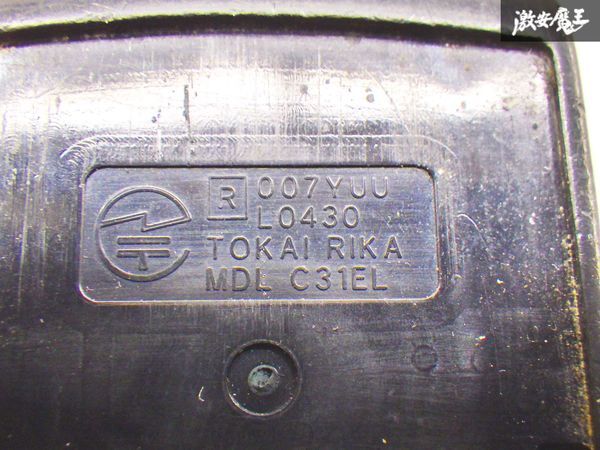 激安魔王
R 007YUU
L0430
TOKAI RIKA
MDL C31EL